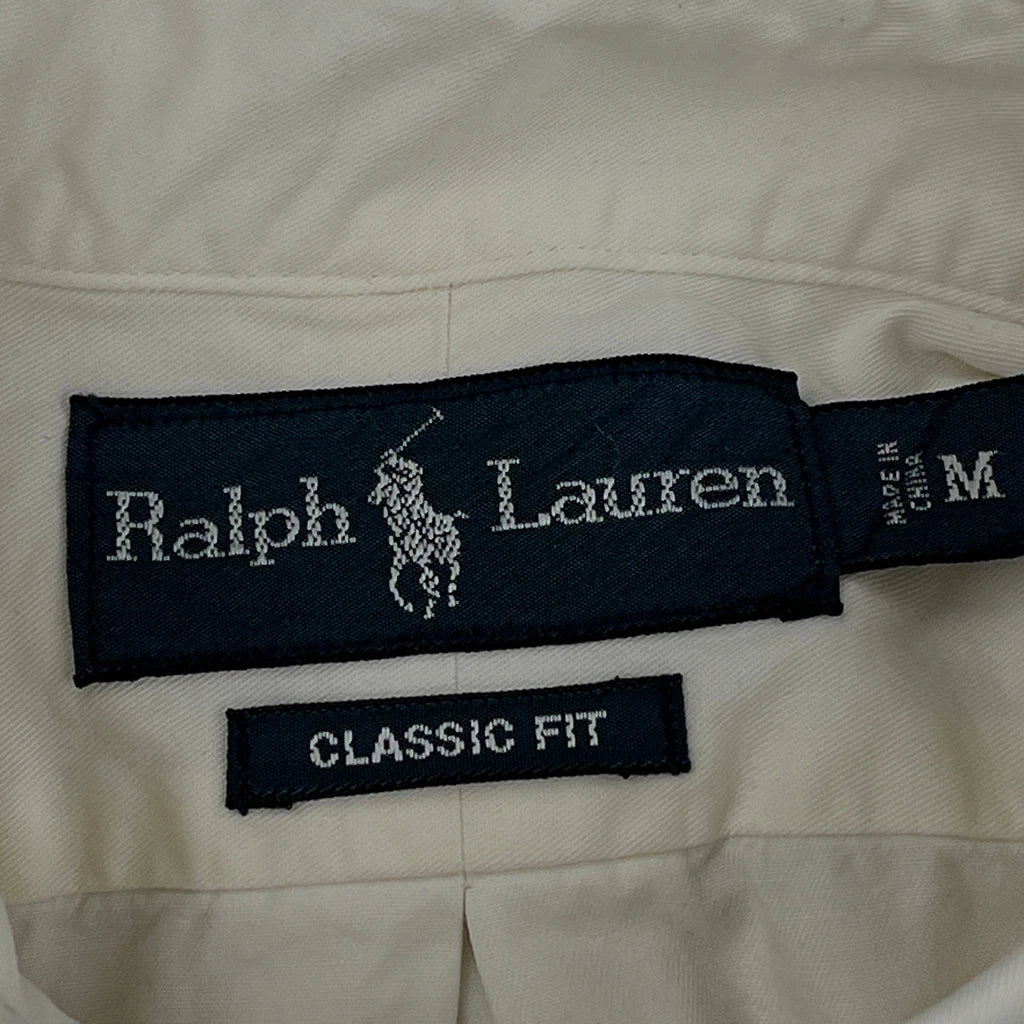 Ralph Lauren
MADE IN
CHINA
M
CLASSIC FIT